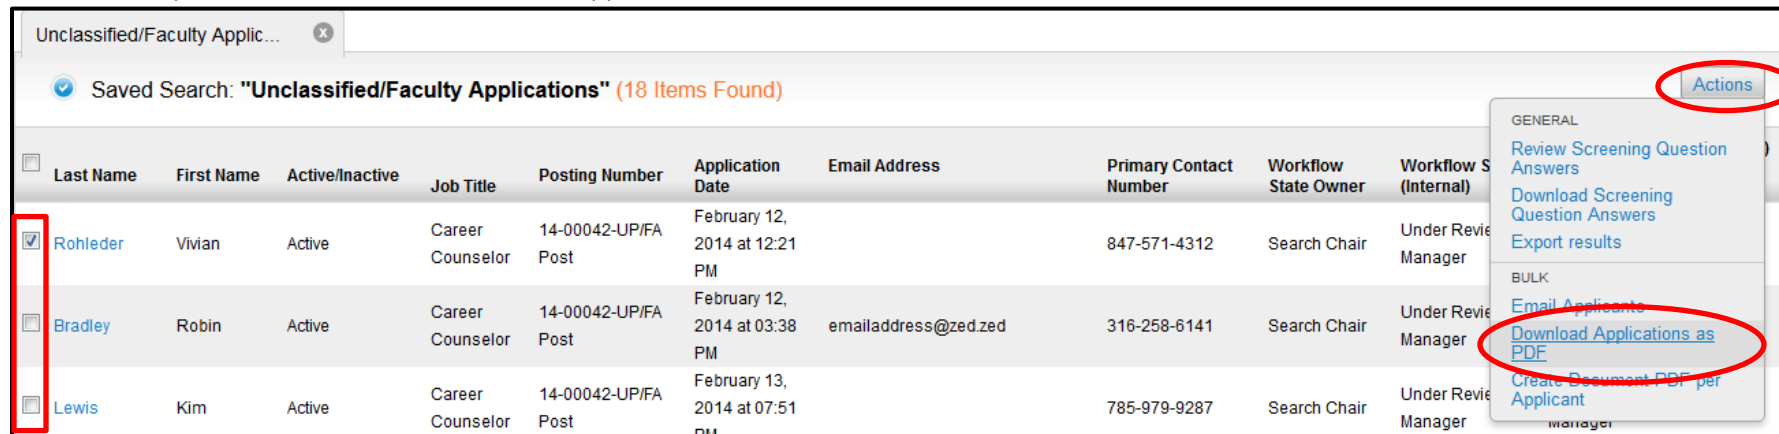 Unclassified/Faculty Applic...
Saved Search: "Unclassified/Faculty Applications" (18 Items Found)
Actions
GENERAL
Review Screening Question
Answers
Download Screening
Question Answers
Export results
BULK
Email Applicants
Download Applications as
PDF
Create Document PDF per
Applicant
Last Name First Name Active/Inactive Job Title Posting Number Application Date Email Address Primary Contact Number Workflow State Owner Workflow S (Internal) )
Rohleder Vivian Active Career Counselor 14-00042-UP/FA Post February 12, 2014 at 12:21 PM 847-571-4312 Search Chair Under Revie Manager
Bradley Robin Active Career Counselor 14-00042-UP/FA Post February 12, 2014 at 03:38 PM emailaddress@zed.zed 316-258-6141 Search Chair Under Revie Manager
Lewis Kim Active Career Counselor 14-00042-UP/FA Post February 13, 2014 at 07:51 PM 785-979-9287 Search Chair Under Revie Manager Manager